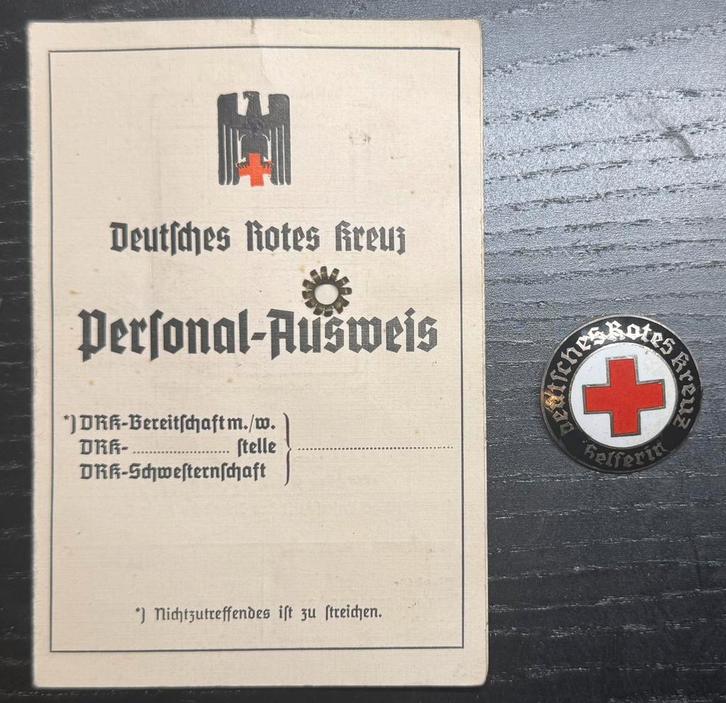 Deutsches Rotes Kreuz
Personal-Ausweis
*) DRK-Bereitschaft m./w.
DRK- ........................ stelle
DRK-Schwesternschaft
*) Nichtzutreffendes ist zu streichen.
Deutsches Rotes Kreuz
Helferin